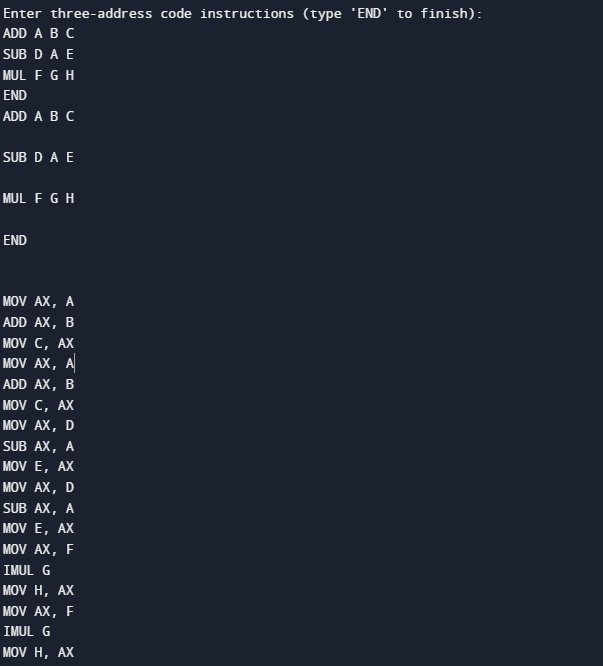 Enter three-address code instructions (type 'END' to finish):
ADD A B C
SUB D A E
MUL F G H
END
ADD A B C
SUB D A E
MUL F G H
END
MOV AX, A
ADD AX, B
MOV C, AX
MOV AX, A
ADD AX, B
MOV C, AX
MOV AX, D
SUB AX, A
MOV E, AX
MOV AX, D
SUB AX, A
MOV E, AX
MOV AX, F
IMUL G
MOV H, AX
MOV AX, F
IMUL G
MOV H, AX